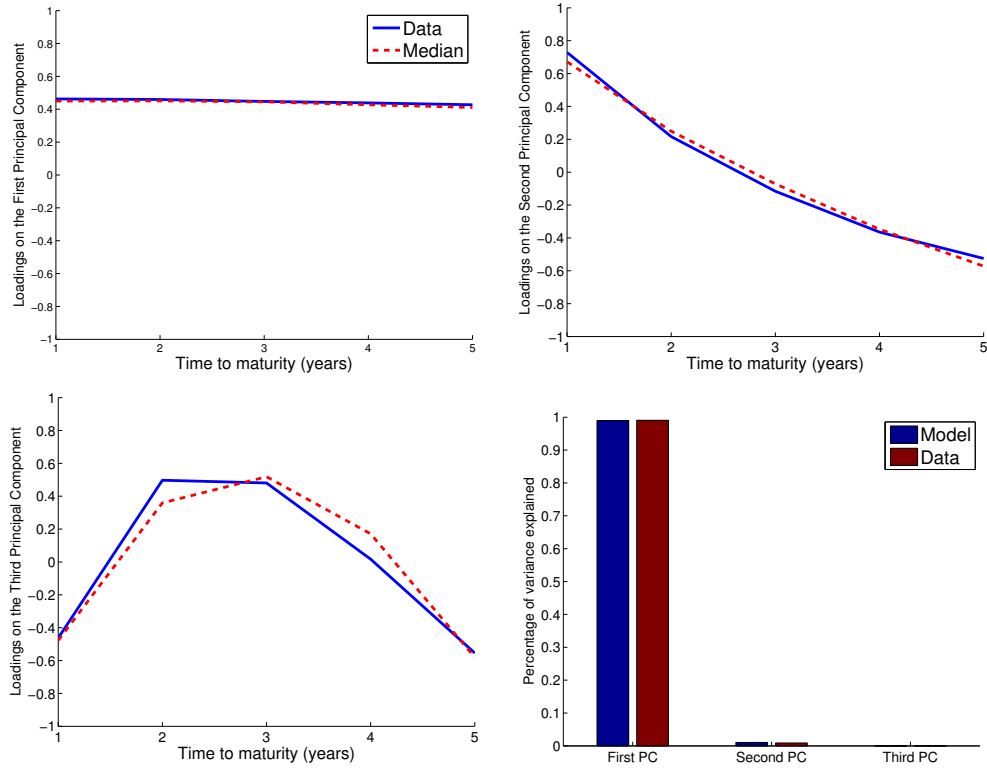 Loadings on the First Principal Component
1
0.8
0.6
0.4
0.2
0
−0.2
−0.4
−0.6
−0.8
−1
1 2 3 4 5
Time to maturity (years)
Data
Median
Loadings on the Second Principal Component
1
0.8
0.6
0.4
0.2
0
−0.2
−0.4
−0.6
−0.8
−1
1 2 3 4 5
Time to maturity (years)
Loadings on the Third Principal Component
1
0.8
0.6
0.4
0.2
0
−0.2
−0.4
−0.6
−0.8
−1
1 2 3 4 5
Time to maturity (years)
Percentage of variance explained
1
0.9
0.8
0.7
0.6
0.5
0.4
0.3
0.2
0.1
0
First PC Second PC Third PC
Model
Data